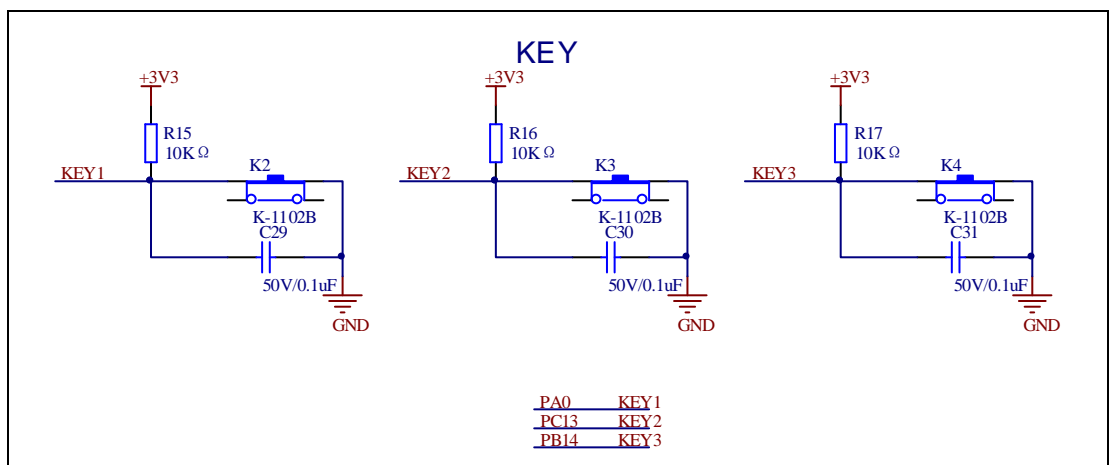 KEY
+3V3 +3V3 +3V3
R15 R16 R17
10KΩ 10KΩ 10KΩ
KEY1 K2 KEY2 K3 KEY3 K4
K-1102B K-1102B K-1102B
C29 C30 C31
50V/0.1uF 50V/0.1uF 50V/0.1uF
GND GND GND
PA0 KEY1
PC13 KEY2
PB14 KEY3